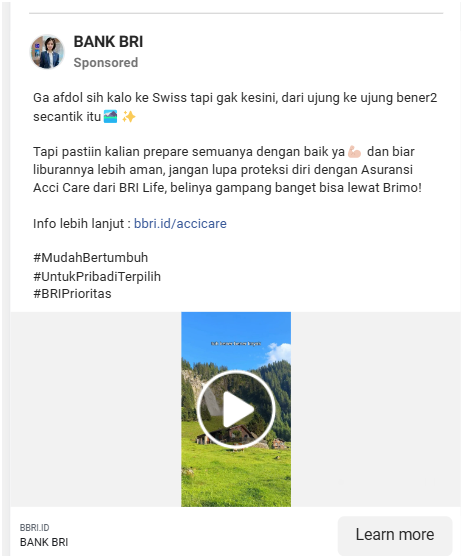 BANK BRI
Sponsored
Ga afdol sih kalo ke Swiss tapi gak kesini, dari ujung ke ujung bener2
secantik itu🏞️ ✨
Tapi pastiin kalian prepare semuanya dengan baik ya💪🏻 dan biar
liburannya lebih aman, jangan lupa proteksi diri dengan Asuransi
Acci Care dari BRI Life, belinya gampang banget bisa lewat Brimo!
Info lebih lanjut : bbri.id/accicare
#MudahBertumbuh
#UntukPribadiTerpilih
#BRIPrioritas
BBRI.ID
BANK BRI
Learn more